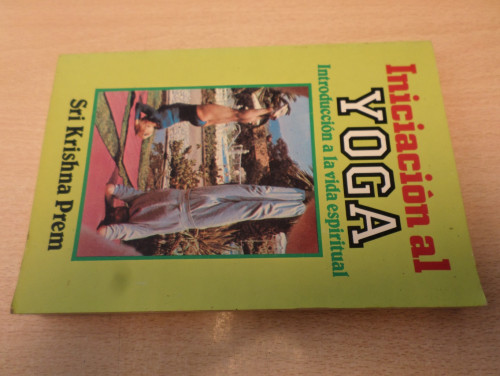 Iniciación al
YOGA
Introducción a la vida espiritual
Sri Krishna Prem